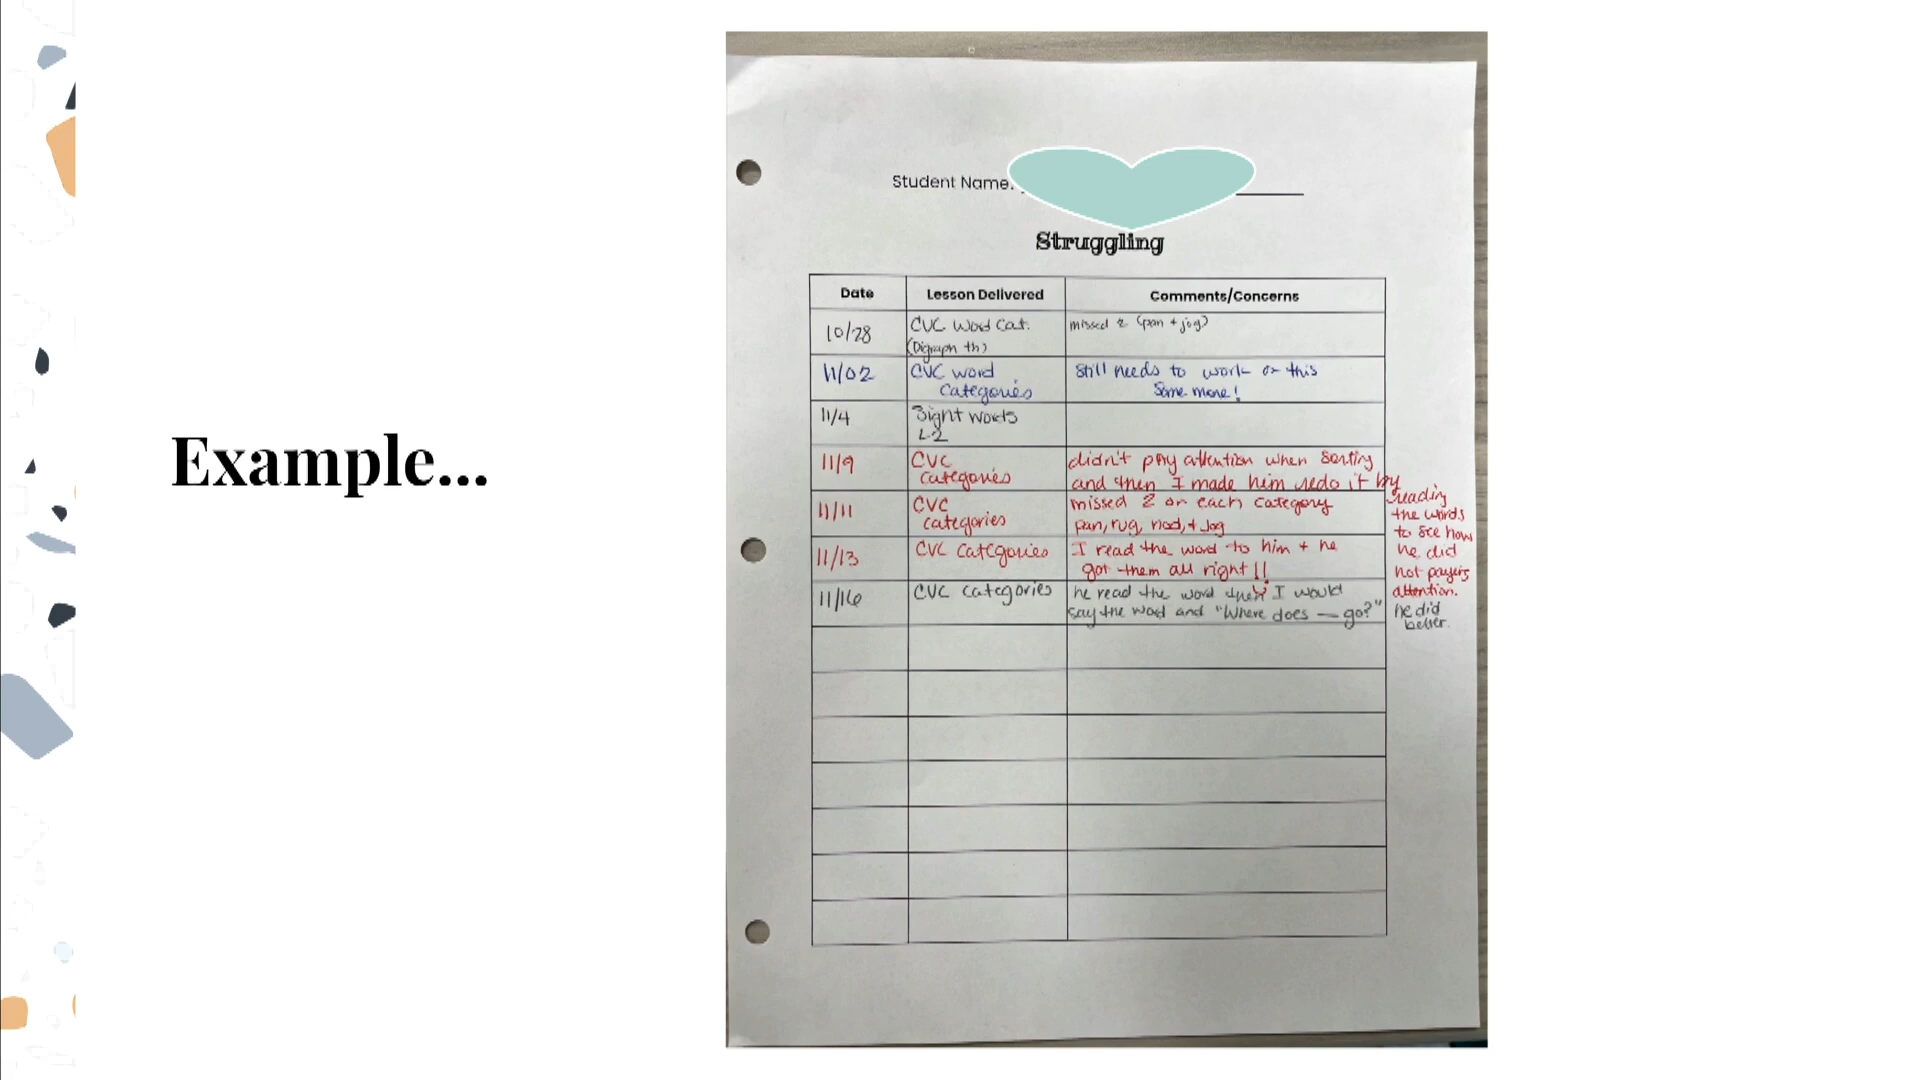 Example...
Student Name:
Struggling
Date Lesson Delivered Comments/Concerns
10/28 CVC Word Cat. missed 2 (pan + jog)
(Digraph th)
11/02 CVC word Still needs to work on this
Categories Some more!
11/4 Sight words
L2
11/9 CVC didn't pay attention when Sorting
Categories and then I made him redo it by
reading
the words
to see how
he did
not paying
attention.
11/11 CVC missed 2 on each category
categories pan, rug, nod, + jog
11/13 CVC Categories I read the word to him + he
got them all right!!
11/16 CVC categories he read the word then I would
say the word and "Where does — go?"
he did
better.